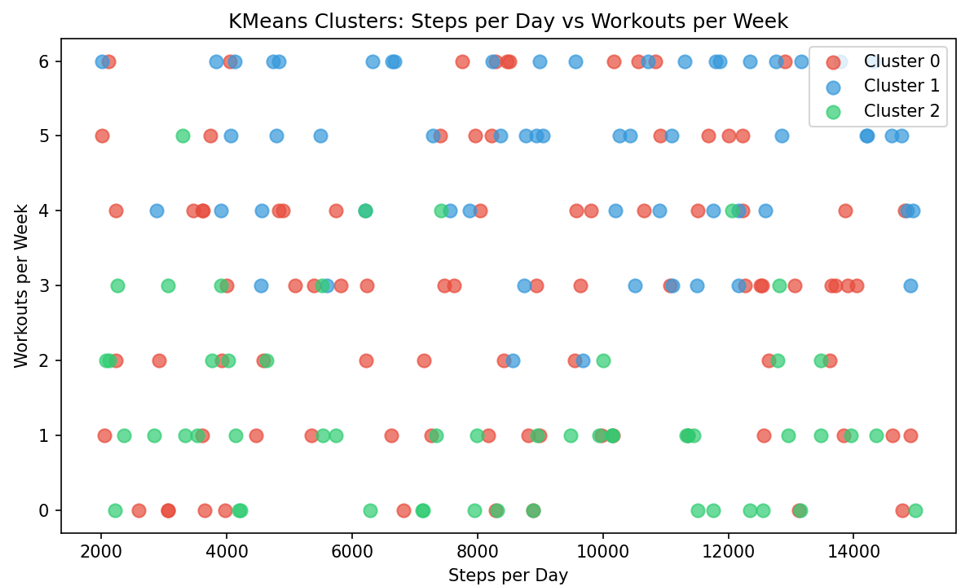 KMeans Clusters: Steps per Day vs Workouts per Week
Cluster 0
Cluster 1
Cluster 2
Workouts per Week
6
5
4
3
2
1
0
2000 4000 6000 8000 10000 12000 14000
Steps per Day